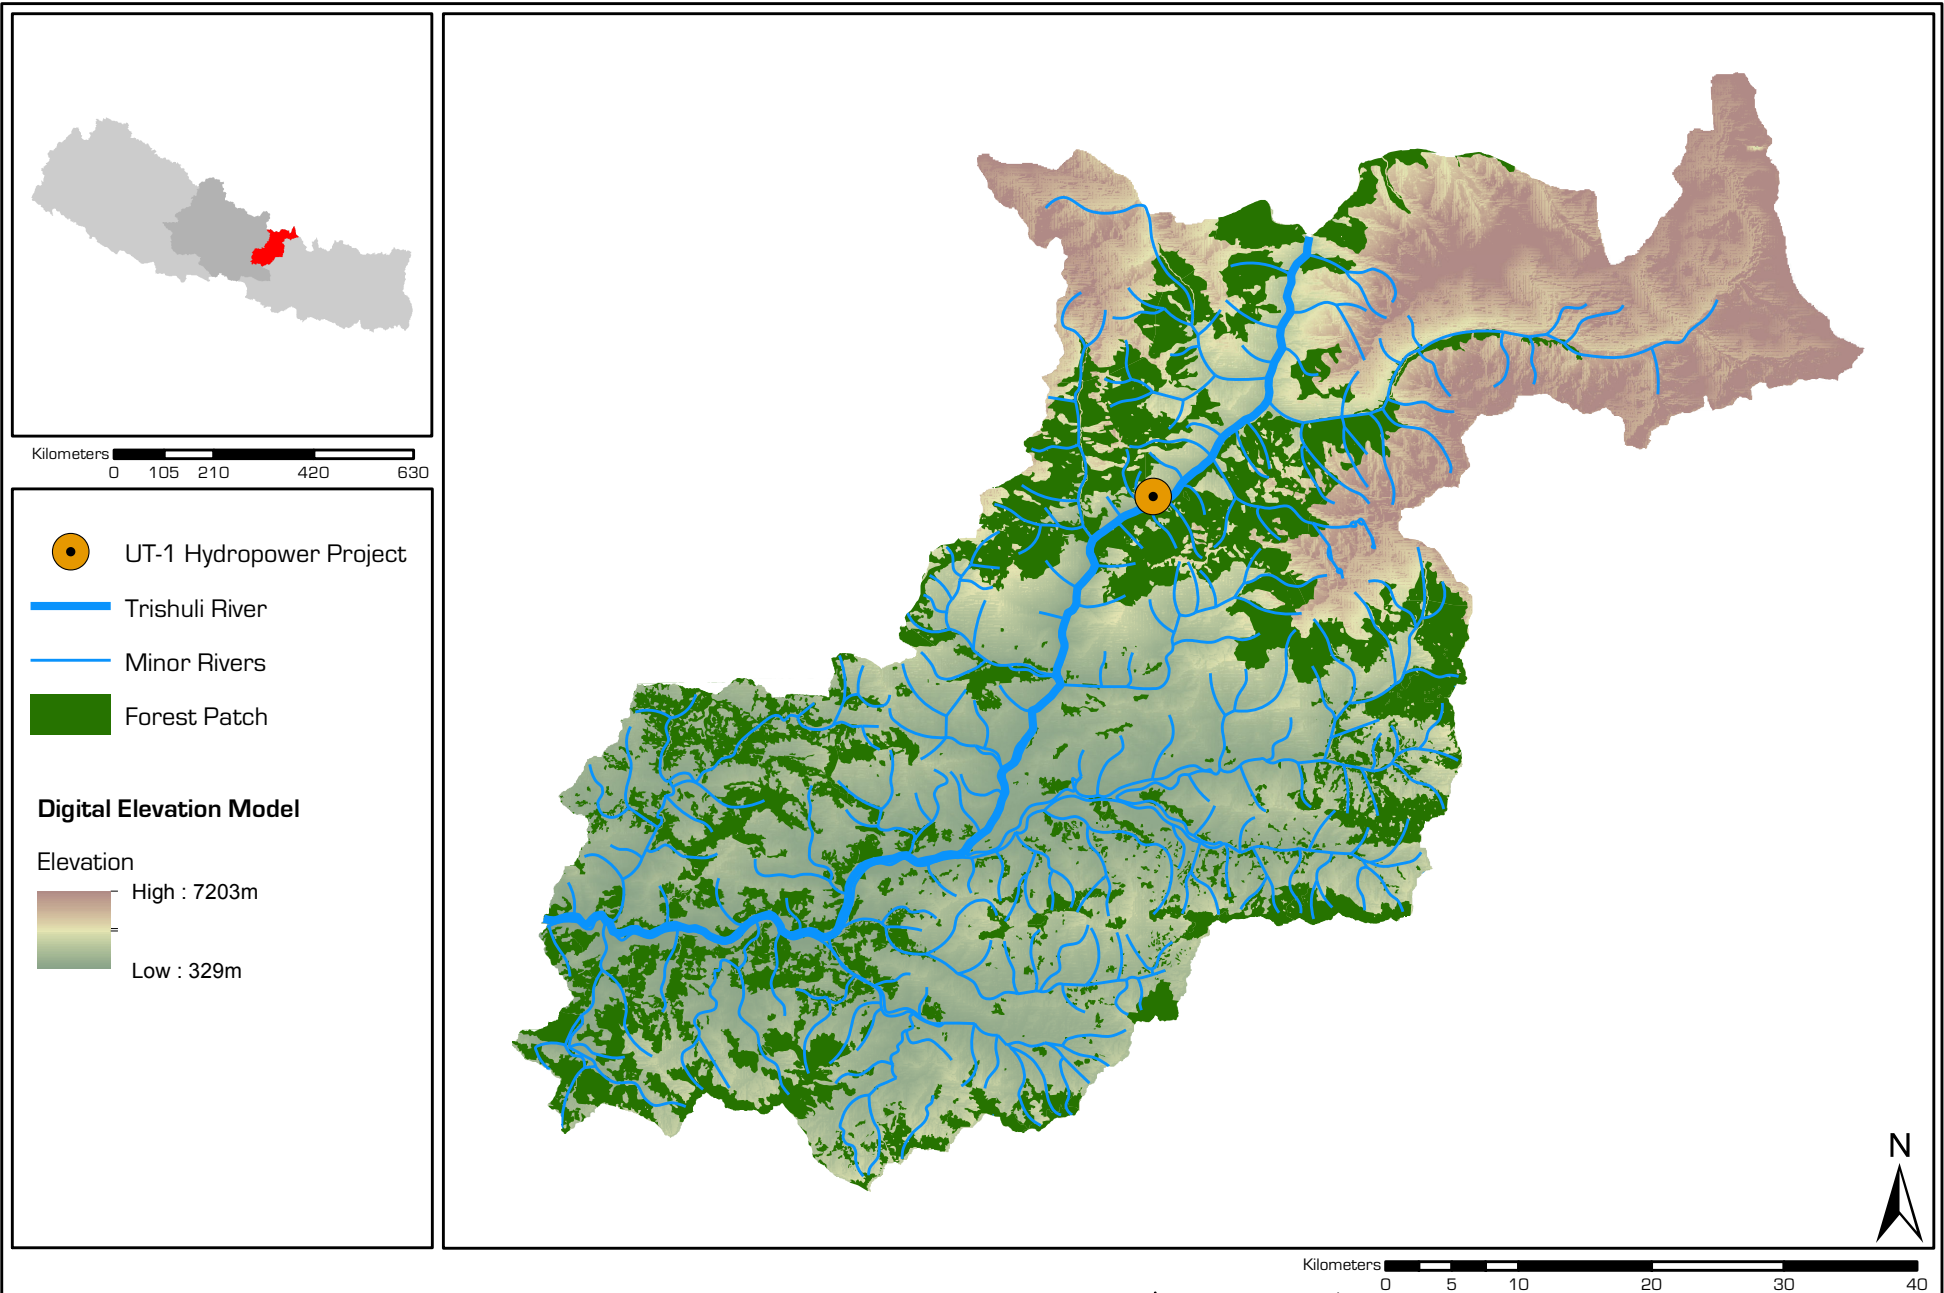 Kilometers
0 105 210 420 630
UT-1 Hydropower Project
Trishuli River
Minor Rivers
Forest Patch
Digital Elevation Model
Elevation
High : 7203m
Low : 329m
N
Kilometers
0 5 10 20 30 40